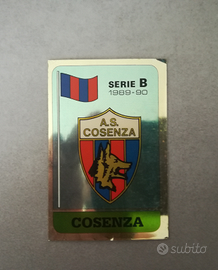 SERIE B
1989-90
A.S.
COSENZA
COSENZA
subito